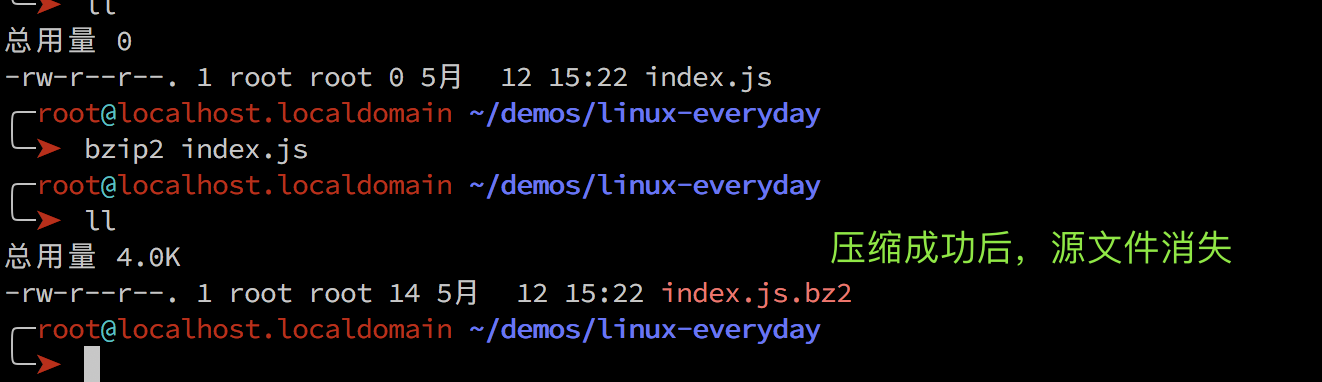 ll
总用量 0
-rw-r--r--. 1 root root 0 5月  12 15:22 index.js
root@localhost.localdomain ~/demos/linux-everyday
➤ bzip2 index.js
root@localhost.localdomain ~/demos/linux-everyday
➤ ll
总用量 4.0K
压缩成功后，源文件消失
-rw-r--r--. 1 root root 14 5月  12 15:22 index.js.bz2
root@localhost.localdomain ~/demos/linux-everyday
➤